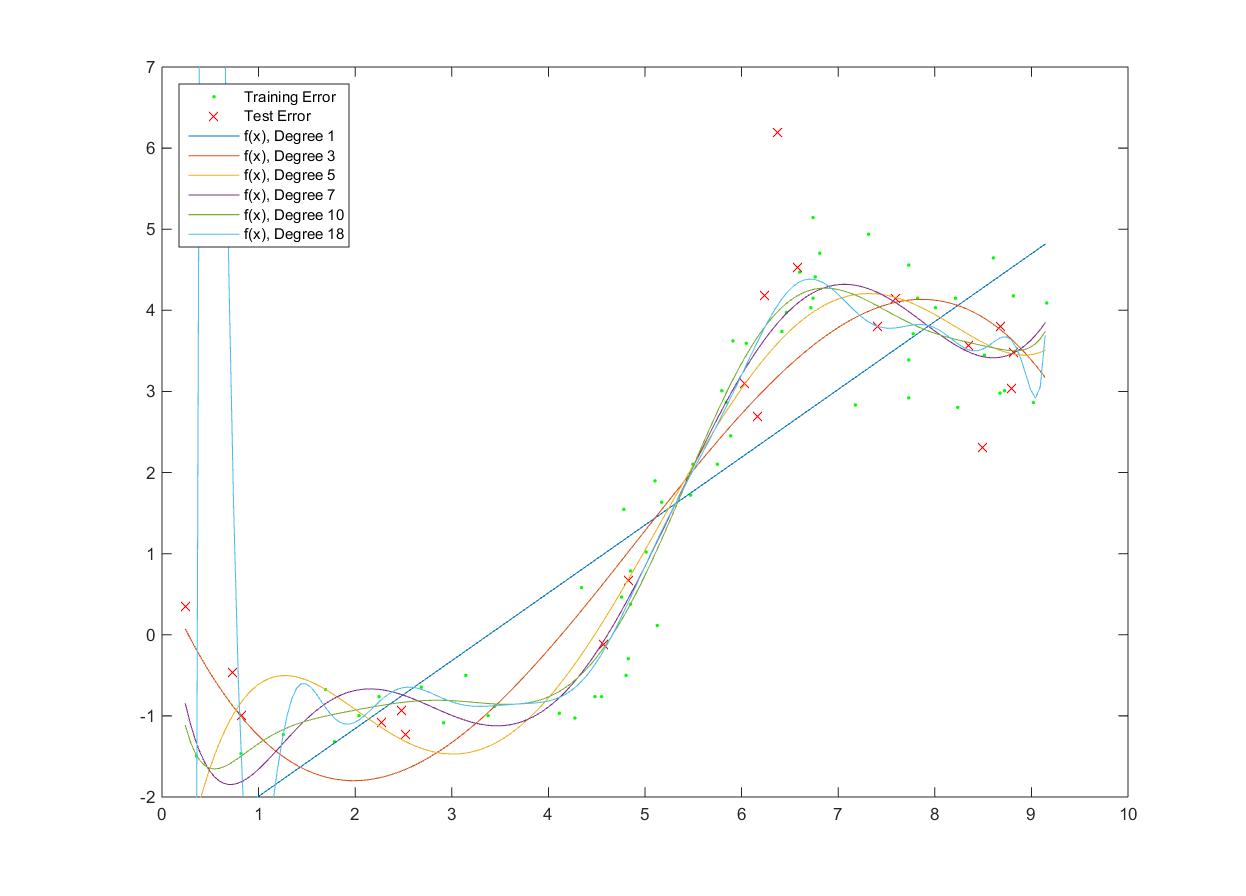 7
6
5
4
3
2
1
0
-1
-2
0 1 2 3 4 5 6 7 8 9 10
Training Error
Test Error
f(x), Degree 1
f(x), Degree 3
f(x), Degree 5
f(x), Degree 7
f(x), Degree 10
f(x), Degree 18